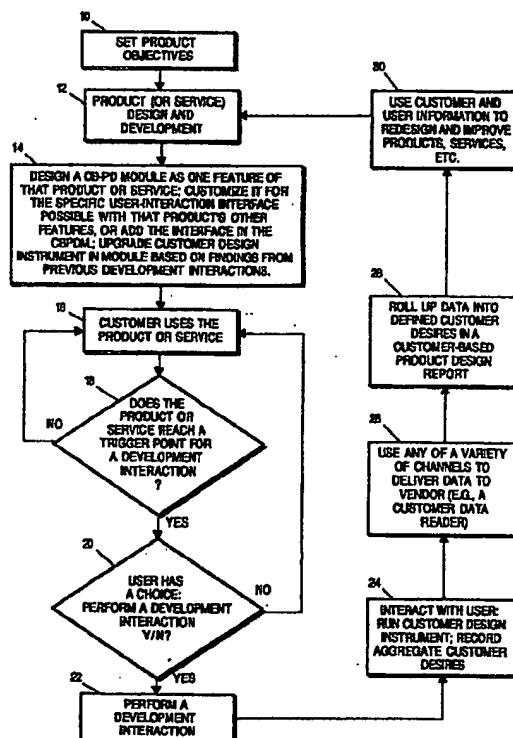 10
SET PRODUCT
OBJECTIVES
12
PRODUCT (OR SERVICE)
DESIGN AND
DEVELOPMENT
14
DESIGN A CB-PD MODULE AS ONE FEATURE OF
THAT PRODUCT OR SERVICE; CUSTOMIZE IT FOR
THE SPECIFIC USER-INTERACTION INTERFACE
POSSIBLE WITH THAT PRODUCT'S OTHER
FEATURES, OR ADD THE INTERFACE IN THE
CBPDM; UPGRADE CUSTOMER DESIGN
INSTRUMENT IN MODULE BASED ON FINDINGS FROM
PREVIOUS DEVELOPMENT INTERACTIONS.
CUSTOMER USES THE
PRODUCT OR SERVICE
DOES THE
PRODUCT OR
SERVICE REACH A
TRIGGER POINT FOR
A DEVELOPMENT
INTERACTION
?
NO
YES
20
USER HAS
A CHOICE:
PERFORM A DEVELOPMENT
INTERACTION
Y/N?
NO
YES
22
PERFORM A
DEVELOPMENT
INTERACTION
24
INTERACT WITH USER:
RUN CUSTOMER DESIGN
INSTRUMENT; RECORD
AGGREGATE CUSTOMER
DESIRES
USE ANY OF A VARIETY
OF CHANNELS TO
DELIVER DATA TO
VENDOR (E.G., A
CUSTOMER DATA
READER)
ROLL UP DATA INTO
DEFINED CUSTOMER
DESIRES IN A
CUSTOMER-BASED
PRODUCT DESIGN
REPORT
30
USE CUSTOMER AND
USER INFORMATION TO
REDESIGN AND IMPROVE
PRODUCTS, SERVICES,
ETC.